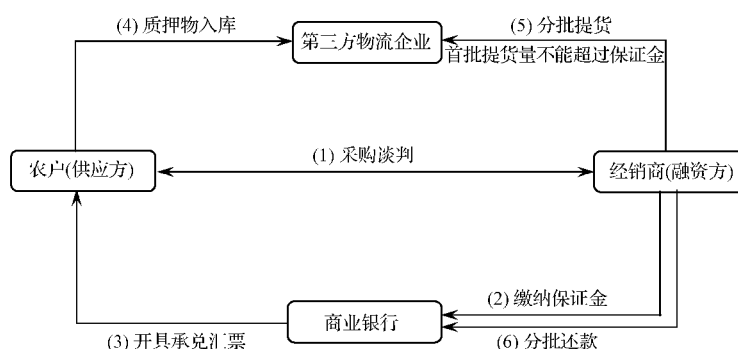 (4) 质押物入库
第三方物流企业
(5) 分批提货
首批提货量不能超过保证金
农户(供应方)
(1) 采购谈判
经销商(融资方)
(2) 缴纳保证金
商业银行
(3) 开具承兑汇票
(6) 分批还款